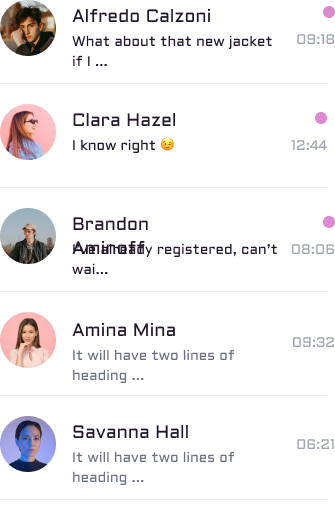 Alfredo Calzoni
What about that new jacket
if I ...
09:18
Clara Hazel
I know right 😉
12:44
Brandon
Aminoff
I've already registered, can't
wai...
08:06
Amina Mina
It will have two lines of
heading ...
09:32
Savanna Hall
It will have two lines of
heading ...
06:21